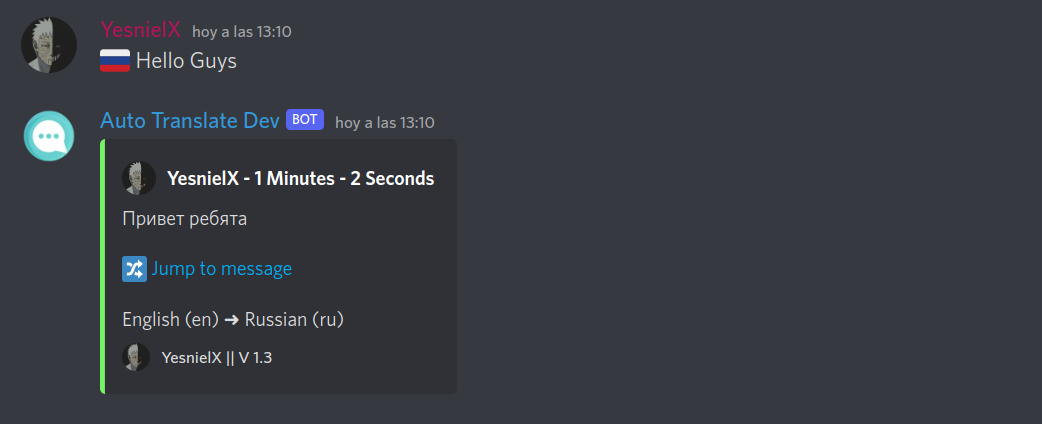 YesnielX hoy a las 13:10
Hello Guys
Auto Translate Dev BOT hoy a las 13:10
YesnielX - 1 Minutes - 2 Seconds
Привет ребята
Jump to message
English (en) ➜ Russian (ru)
YesnielX || V 1.3